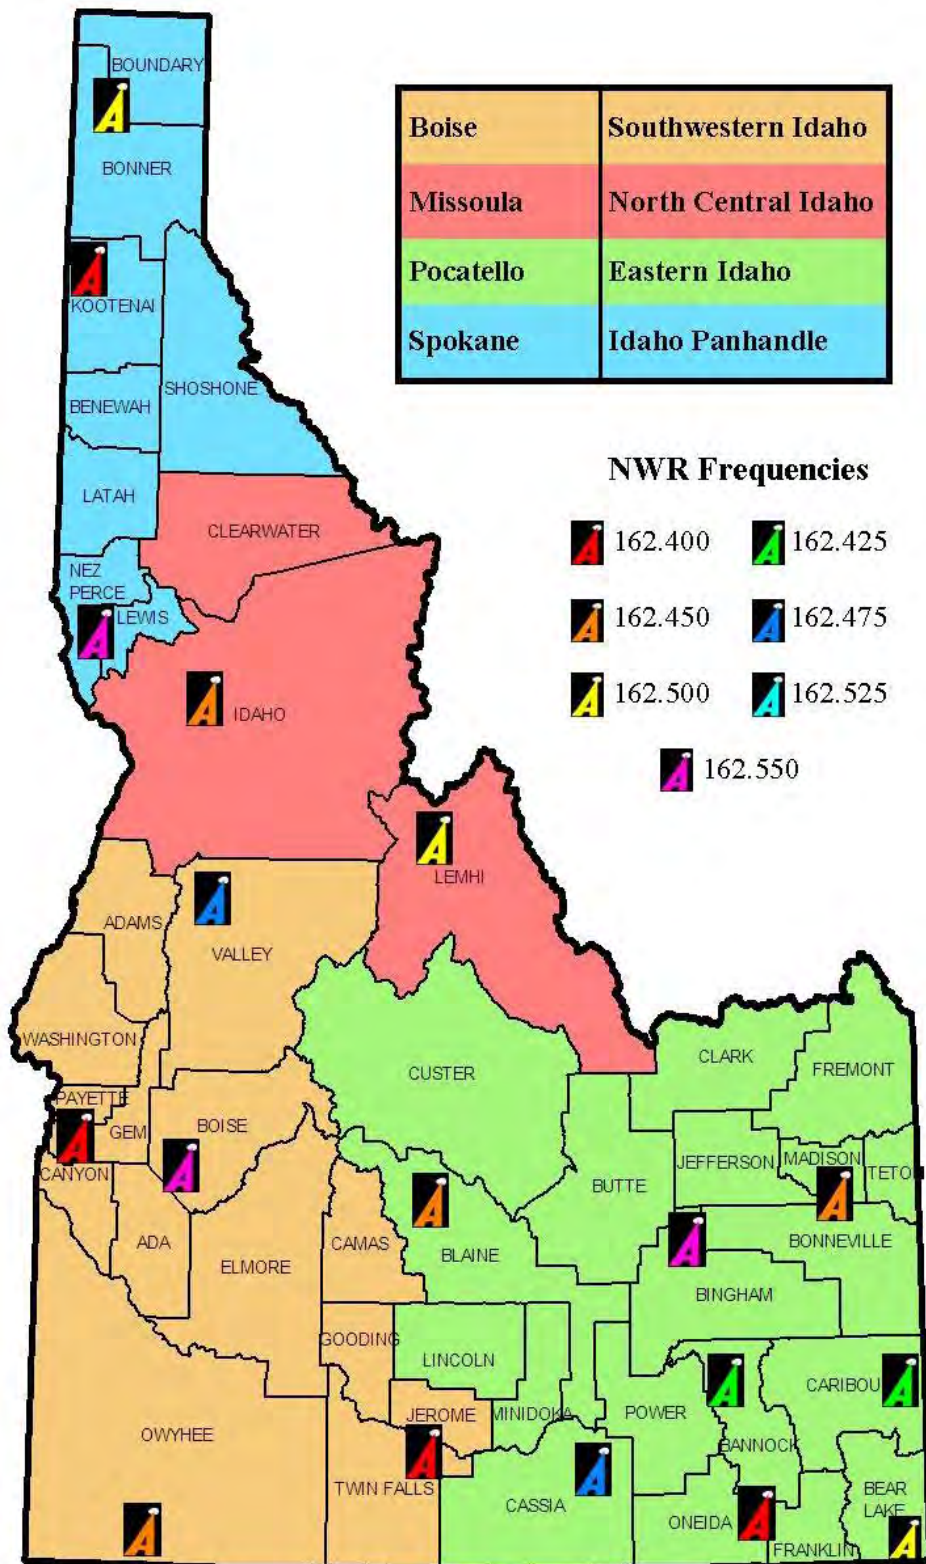 BOUNDARY
BONNER
KOOTENAI
SHOSHONE
BENEWAH
LATAH
CLEARWATER
NEZ
PERCE
LEWIS
IDAHO
LEMHI
ADAMS
VALLEY
WASHINGTON
CLARK
FREMONT
CUSTER
PAYETTE
GEM
BOISE
CANYON
JEFFERSON
MADISON
TETON
BUTTE
ADA
CAMAS
BLAINE
BONNEVILLE
ELMORE
BINGHAM
GOODING
LINCOLN
CARIBOU
OWYHEE
JEROME
MINIDOKA
POWER
BANNOCK
TWIN FALLS
CASSIA
ONEIDA
BEAR
LAKE
FRANKLIN
Boise Southwestern Idaho
Missoula North Central Idaho
Pocatello Eastern Idaho
Spokane Idaho Panhandle
NWR Frequencies
A 162.400 A 162.425
A 162.450 A 162.475
A 162.500 A 162.525
A 162.550